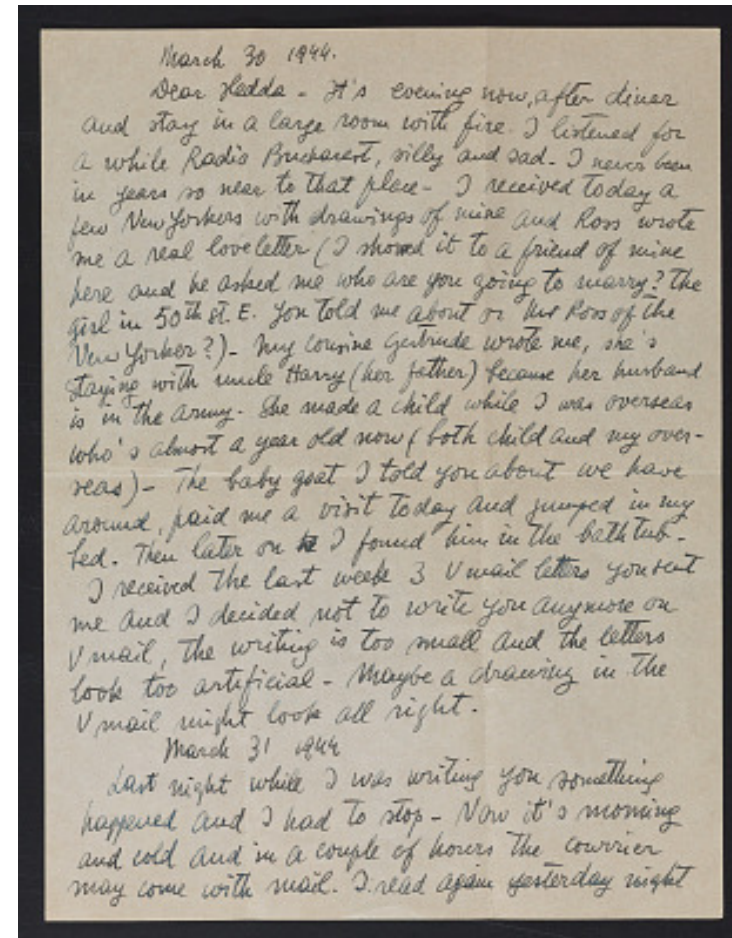 March 30 1944.
Dear Hedda - It's evening now, after diner
and stay in a large room with fire. I listened for
a while Radio Bucharest, silly and sad. I never been
in years so near to that place - I received today a
few New Yorkers with drawings of mine and Ross wrote
me a real loveletter (I showed it to a friend of mine
here and he asked me who are you going to marry? The
girl in 50th St. E. you told me about or Mr Ross of the
New Yorker?) - My cousine Gertrude wrote me, she's
staying with uncle Harry (her father) because her husband
is in the army. She made a child while I was overseas
who's almost a year old now (both child and my over-
seas) - The baby goat I told you about we have
around, paid me a visit today and jumped in my
bed. Then later on I found him in the bath tub -
I received the last week 3 V mail letters you sent
me and I decided not to write you anymore on
V mail, the writing is too small and the letters
look too artificial - Maybe a drawing in the
V mail might look all right.
March 31 1944
Last night while I was writing you something
happened and I had to stop - Now it's morning
and cold and in a couple of hours the courrier
may come with mail. I read again yesterday night